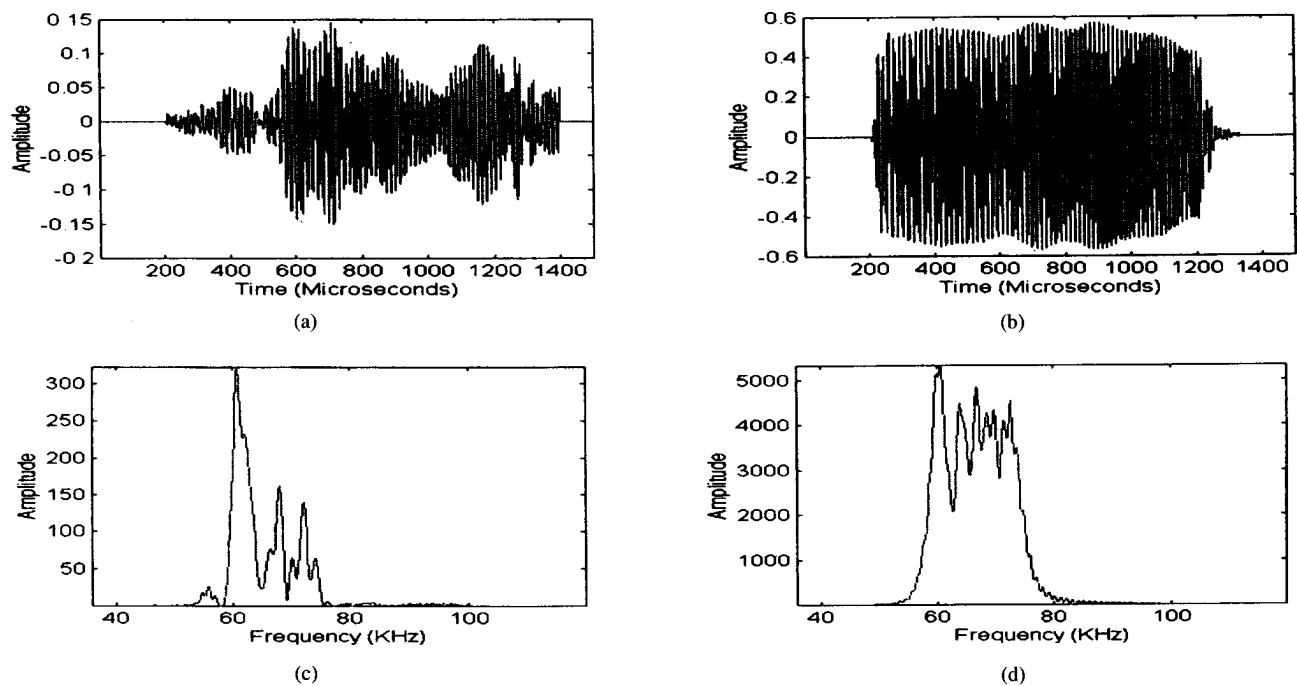 0.15
0.1
0.05
0
-0.05
-0.1
-0.15
-0.2
Amplitude
200 400 600 800 1000 1200 1400
Time (Microseconds)
(a)
0.6
0.4
0.2
0
-0.2
-0.4
-0.6
Amplitude
200 400 600 800 1000 1200 1400
Time (Microseconds)
(b)
300
250
200
150
100
50
Amplitude
40 60 80 100
Frequency (KHz)
(c)
5000
4000
3000
2000
1000
Amplitude
40 60 80 100
Frequency (KHz)
(d)